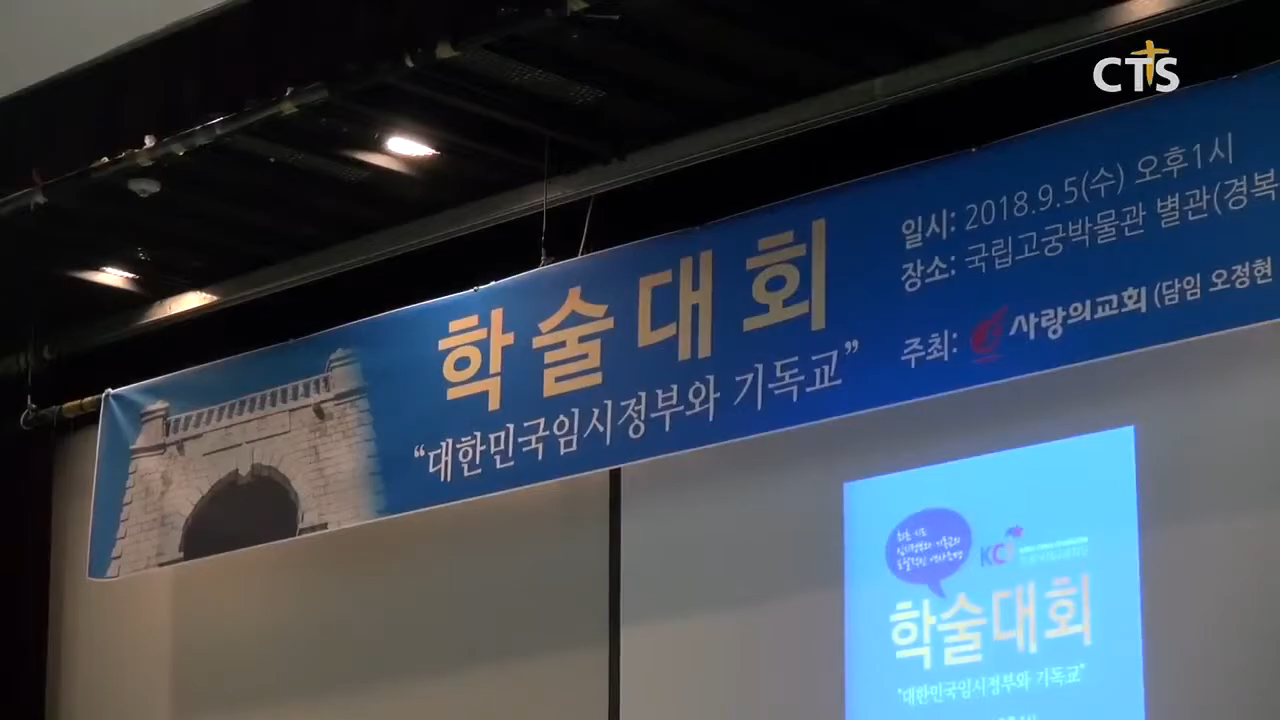 CTS
학술대회
“대한민국임시정부와 기독교”
일시: 2018.9.5(수) 오후1시
장소: 국립고궁박물관 별관(경복
주최: 사랑의교회 (담임 오정현
학술대회
"대한민국임시정부와 기독교"